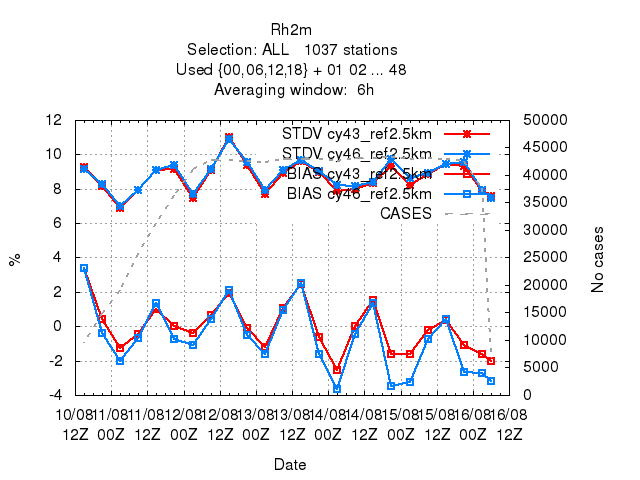 Rh2m
Selection: ALL   1037 stations
Used {00,06,12,18} + 01 02 ... 48
Averaging window:  6h
STDV cy43_ref2.5km
STDV cy46_ref2.5km
BIAS cy43_ref2.5km
BIAS cy46_ref2.5km
CASES
12
10
8
6
4
2
0
-2
-4
%
50000
45000
40000
35000
30000
25000
20000
15000
10000
5000
0
No cases
10/08 11/08 11/08 12/08 12/08 13/08 13/08 14/08 14/08 15/08 15/08 16/08 16/08
12Z 00Z 12Z 00Z 12Z 00Z 12Z 00Z 12Z 00Z 12Z 00Z 12Z
Date